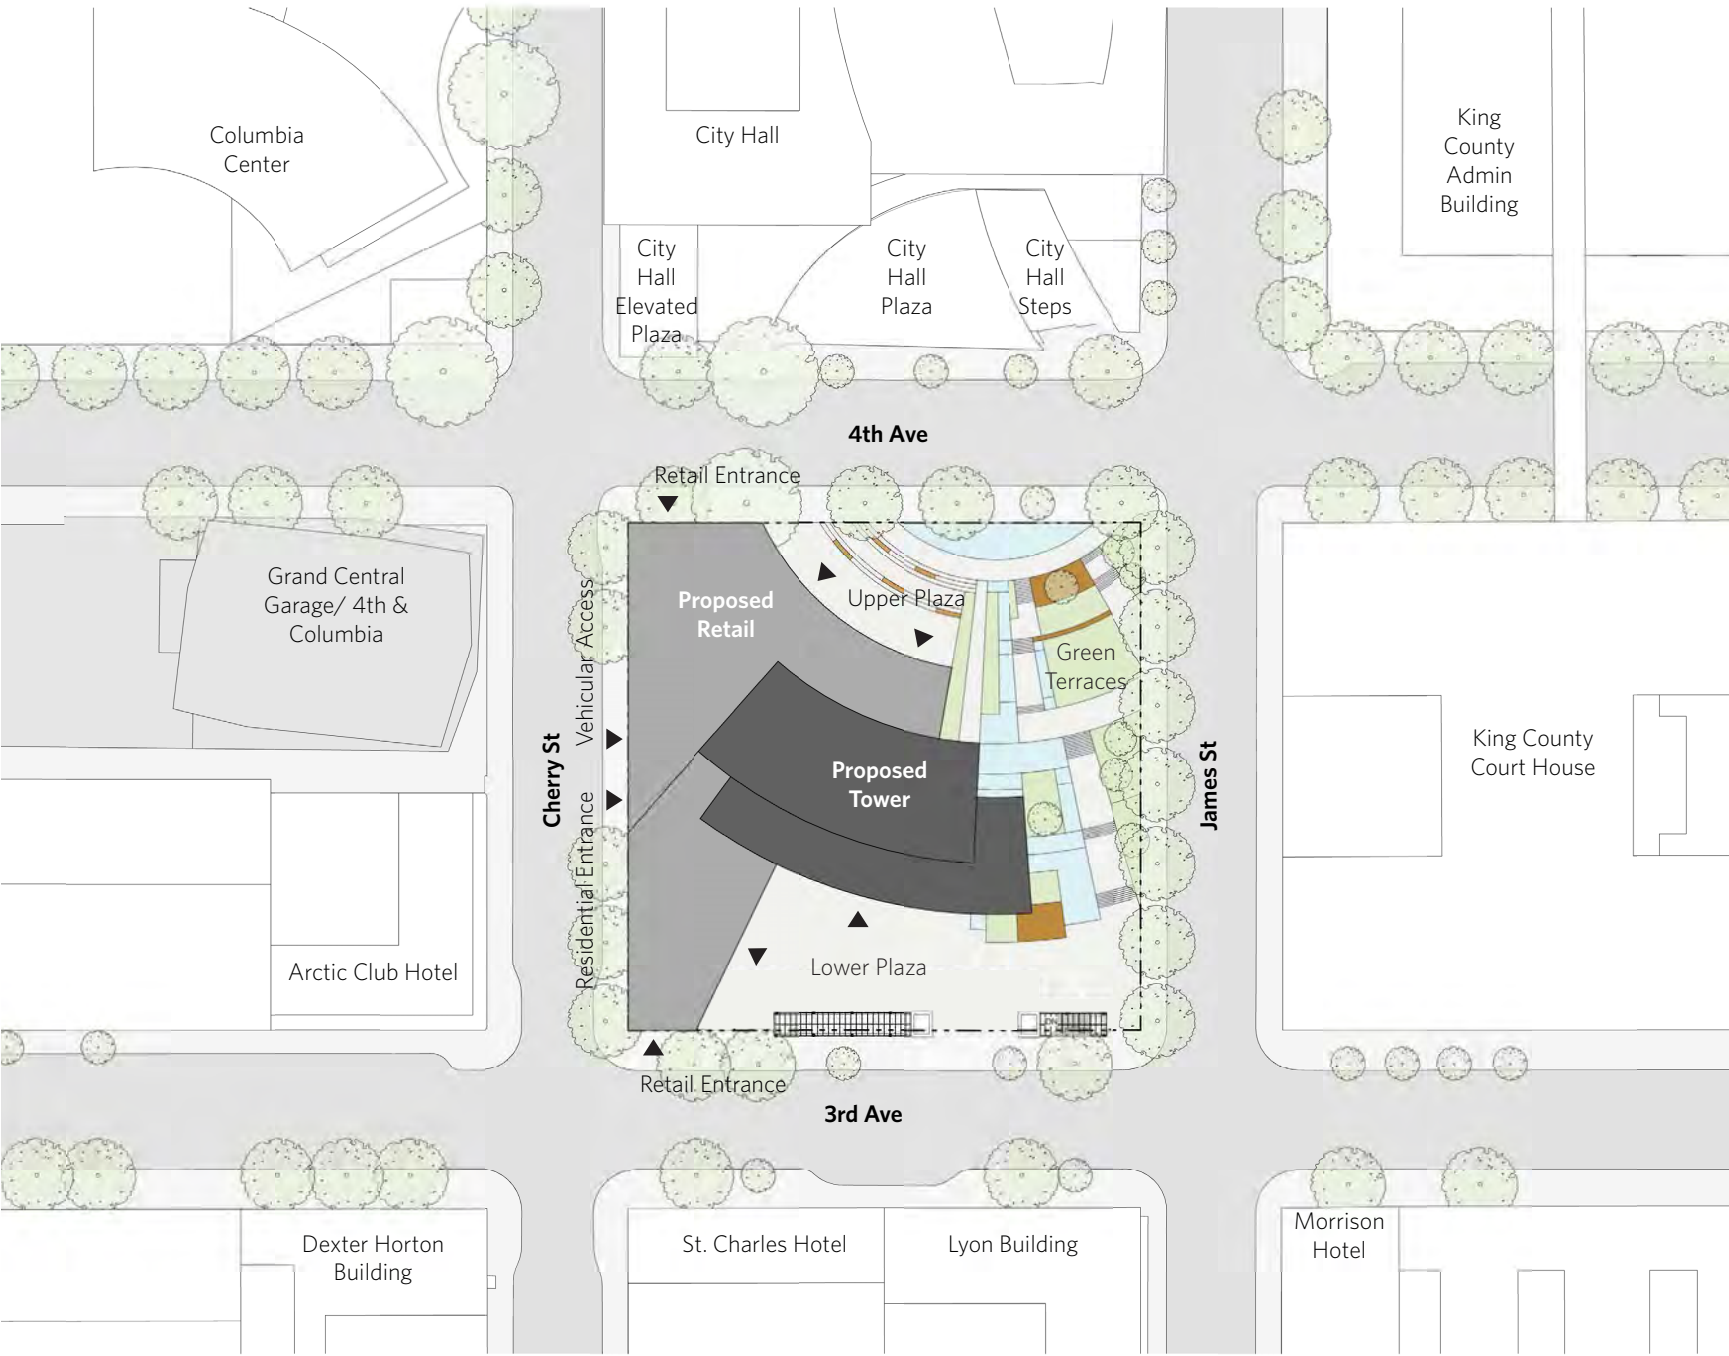 Columbia
Center
City Hall
King
County
Admin
Building
City
Hall
Elevated
Plaza
City
Hall
Plaza
City
Hall
Steps
4th Ave
Retail Entrance
Grand Central
Garage/ 4th &
Columbia
Vehicular Access
Proposed
Retail
Upper Plaza
Green
Terraces
Cherry St
Proposed
Tower
James St
King County
Court House
Residential Entrance
Arctic Club Hotel
Lower Plaza
Retail Entrance
3rd Ave
Dexter Horton
Building
St. Charles Hotel
Lyon Building
Morrison
Hotel